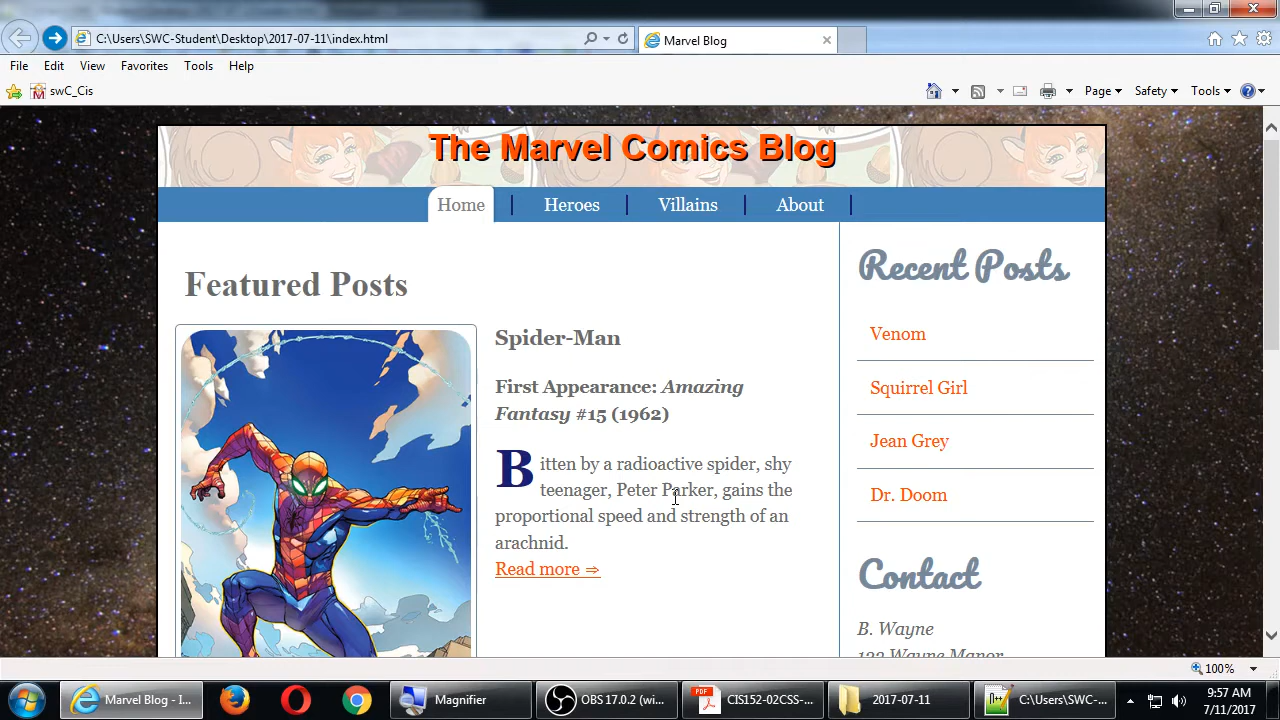 C:\Users\SWC-Student\Desktop\2017-07-11\index.html
Marvel Blog
File Edit View Favorites Tools Help
swC_Cis
Page Safety Tools
The Marvel Comics Blog
Home Heroes Villains About
Featured Posts
Spider-Man
First Appearance: Amazing
Fantasy #15 (1962)
Bitten by a radioactive spider, shy
teenager, Peter Parker, gains the
proportional speed and strength of an
arachnid.
Read more ⇒
Recent Posts
Venom
Squirrel Girl
Jean Grey
Dr. Doom
Contact
B. Wayne
123 Wayne Manor
100%
Marvel Blog - I...
Magnifier
OBS 17.0.2 (wi...
PDF
CIS152-02CSS-...
2017-07-11
C:\Users\SWC-...
9:57 AM
7/11/2017